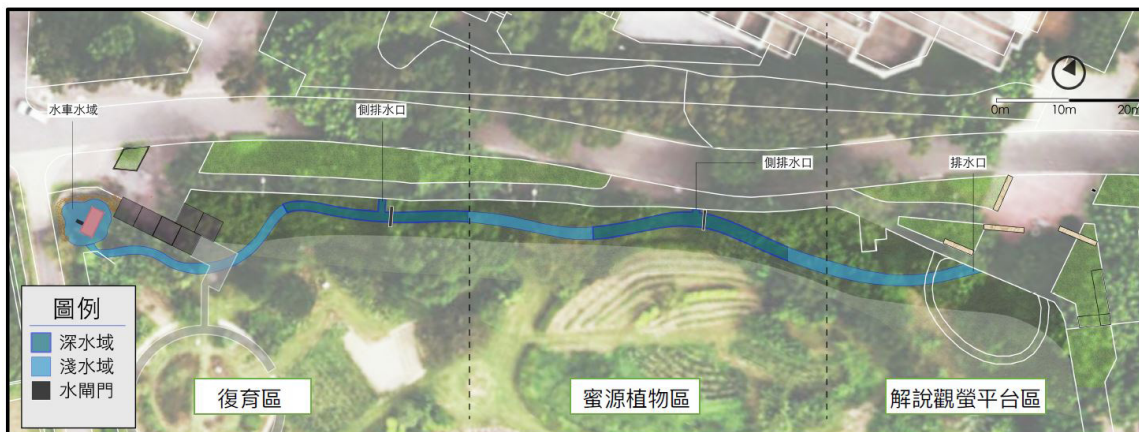 水車水域
側排水口
側排水口
排水口
0m
10m
20m
圖例
深水域
淺水域
水閘門
復育區
蜜源植物區
解說觀螢平台區